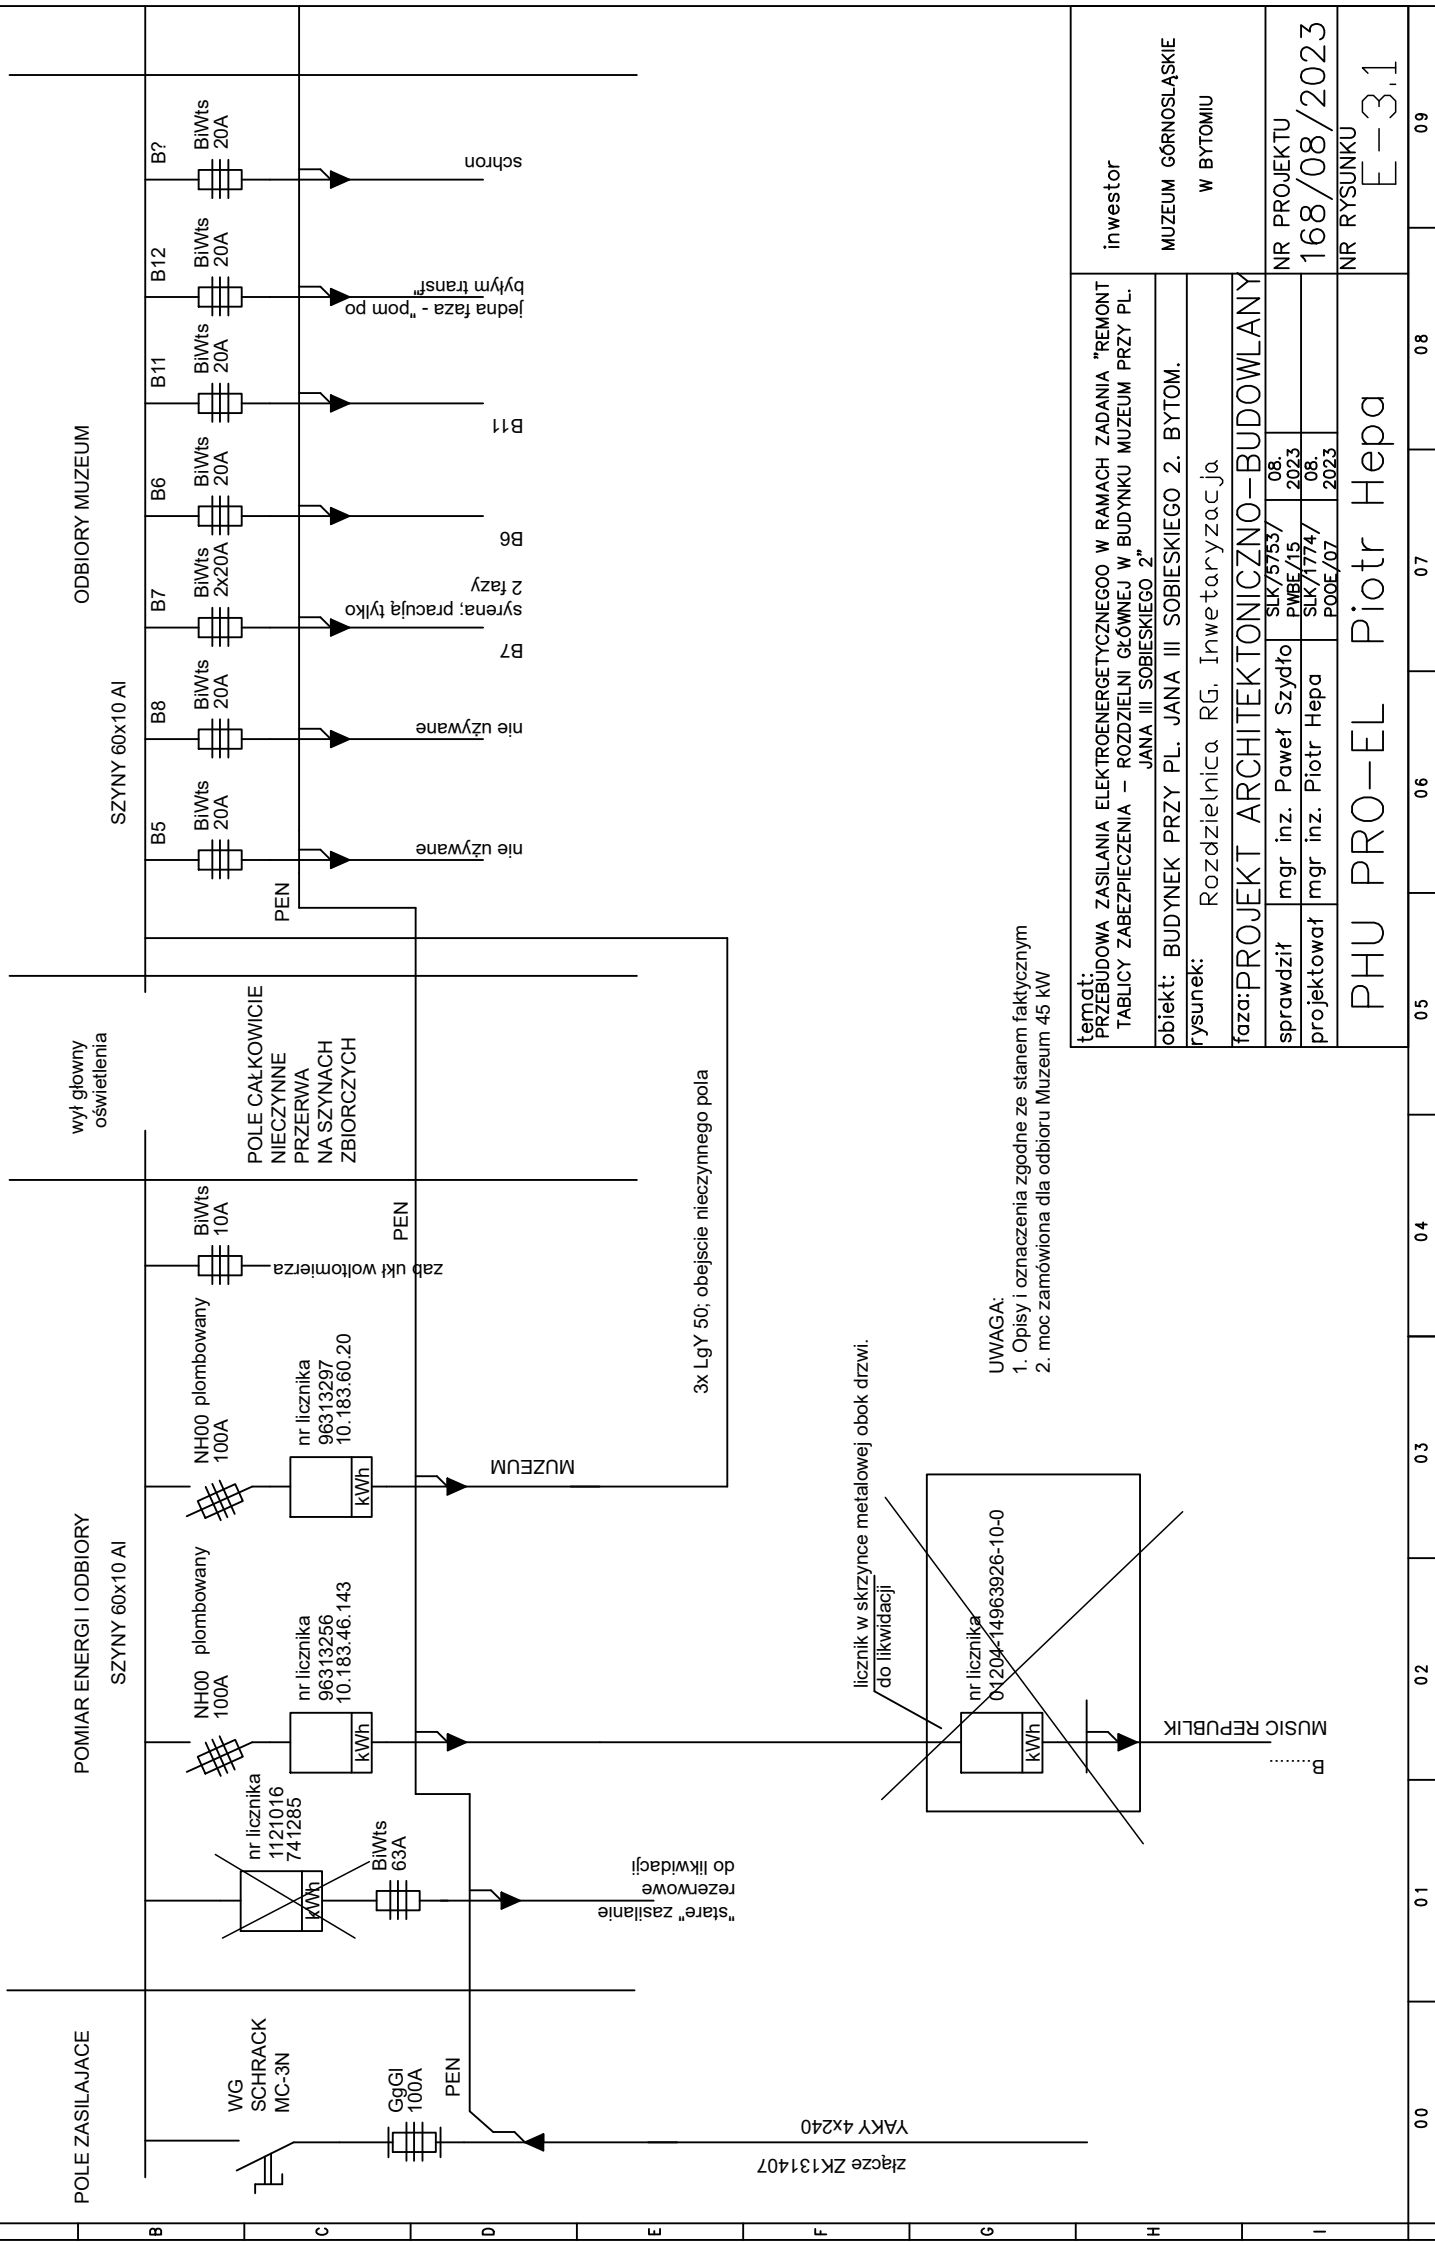 POLE ZASILAJACE
WG
SCHRACK
MC-3N
GgGl
100A
PEN
złącze ZK131407
YAKY 4x240
POMIAR ENERGI I ODBIORY
SZYNY 60x10 Al
nr licznika
1121016
741285
kWh
BiWts
63A
"stare" zasilanie
rezerwowe
do likwidacji
NH00 plombowany
100A
nr licznika
96313256
10.183.46.143
kWh
licznik w skrzynce metalowej obok drzwi.
do likwidacji
nr licznika
01204-14963926-10-0
kWh
B........
MUSIC REPUBLIK
NH00 plombowany
100A
nr licznika
96313297
10.183.60.20
kWh
MUZEUM
BiWts
10A
zab ukł woltomierza
PEN
3x LgY 50; obejscie nieczynnego pola
wył głowny
oświetlenia
POLE CAŁKOWICIE
NIECZYNNE
PRZERWA
NA SZYNACH
ZBIORCZYCH
ODBIORY MUZEUM
SZYNY 60x10 Al
PEN
B5
BiWts
20A
nie używane
B8
BiWts
20A
nie używane
B7
BiWts
2x20A
B7
syrena; pracują tylko
2 fazy
B6
BiWts
20A
B6
B11
BiWts
20A
B11
B12
BiWts
20A
jedna faza - "pom po
byłym transf"
B?
BiWts
20A
schron
UWAGA:
1. Opisy i oznaczenia zgodne ze stanem faktycznym
2. moc zamówiona dla odbioru Muzeum 45 kW
temat:
PRZEBUDOWA ZASILANIA ELEKTROENERGETYCZNEGOO W RAMACH ZADANIA "REMONT
TABLICY ZABEZPIECZENIA – ROZDZIELNI GŁÓWNEJ W BUDYNKU MUZEUM PRZY PL.
JANA III SOBIESKIEGO 2"
inwestor
MUZEUM GÓRNOSLĄSKIE
W BYTOMIU
obiekt: BUDYNEK PRZY PL. JANA III SOBIESKIEGO 2. BYTOM.
rysunek:
Rozdzielnica RG. Inwetaryzacja
faza: PROJEKT ARCHITEKTONICZNO–BUDOWLANY
sprawdził mgr inz. Paweł Szydło SLK/5753/ PWBE/15 08. 2023
projektował mgr inz. Piotr Hepa SLK/1774/ POOE/07 08. 2023
NR PROJEKTU
168/08/2023
NR RYSUNKU
E-3.1
PHU PRO–EL Piotr Hepa
00 01 02 03 04 05 06 07 08 09
B
C
D
E
F
G
H
I